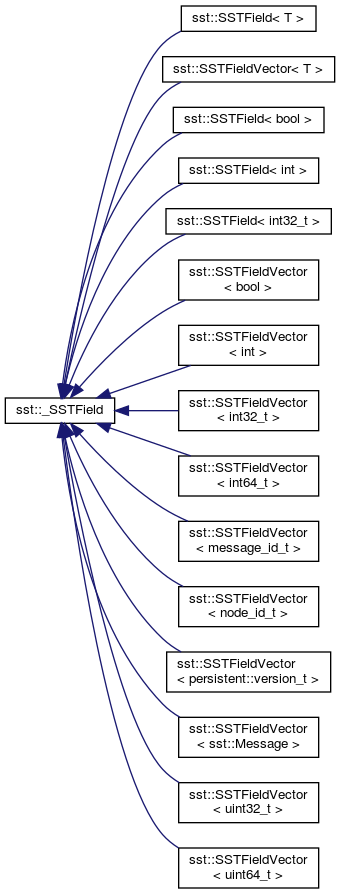 sst::SSTField< T >
sst::SSTFieldVector< T >
sst::SSTField< bool >
sst::SSTField< int >
sst::SSTField< int32_t >
sst::SSTFieldVector
< bool >
sst::SSTFieldVector
< int >
sst::_SSTField
sst::SSTFieldVector
< int32_t >
sst::SSTFieldVector
< int64_t >
sst::SSTFieldVector
< message_id_t >
sst::SSTFieldVector
< node_id_t >
sst::SSTFieldVector
< persistent::version_t >
sst::SSTFieldVector
< sst::Message >
sst::SSTFieldVector
< uint32_t >
sst::SSTFieldVector
< uint64_t >